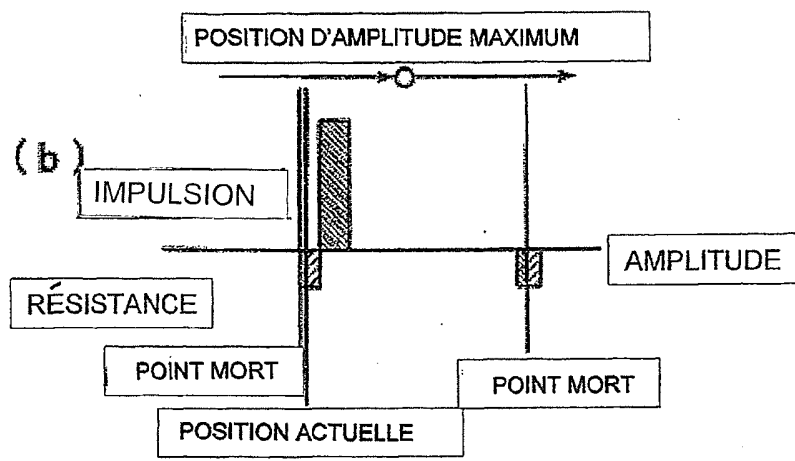 POSITION D'AMPLITUDE MAXIMUM
(b)
IMPULSION
AMPLITUDE
RÉSISTANCE
POINT MORT
POINT MORT
POSITION ACTUELLE